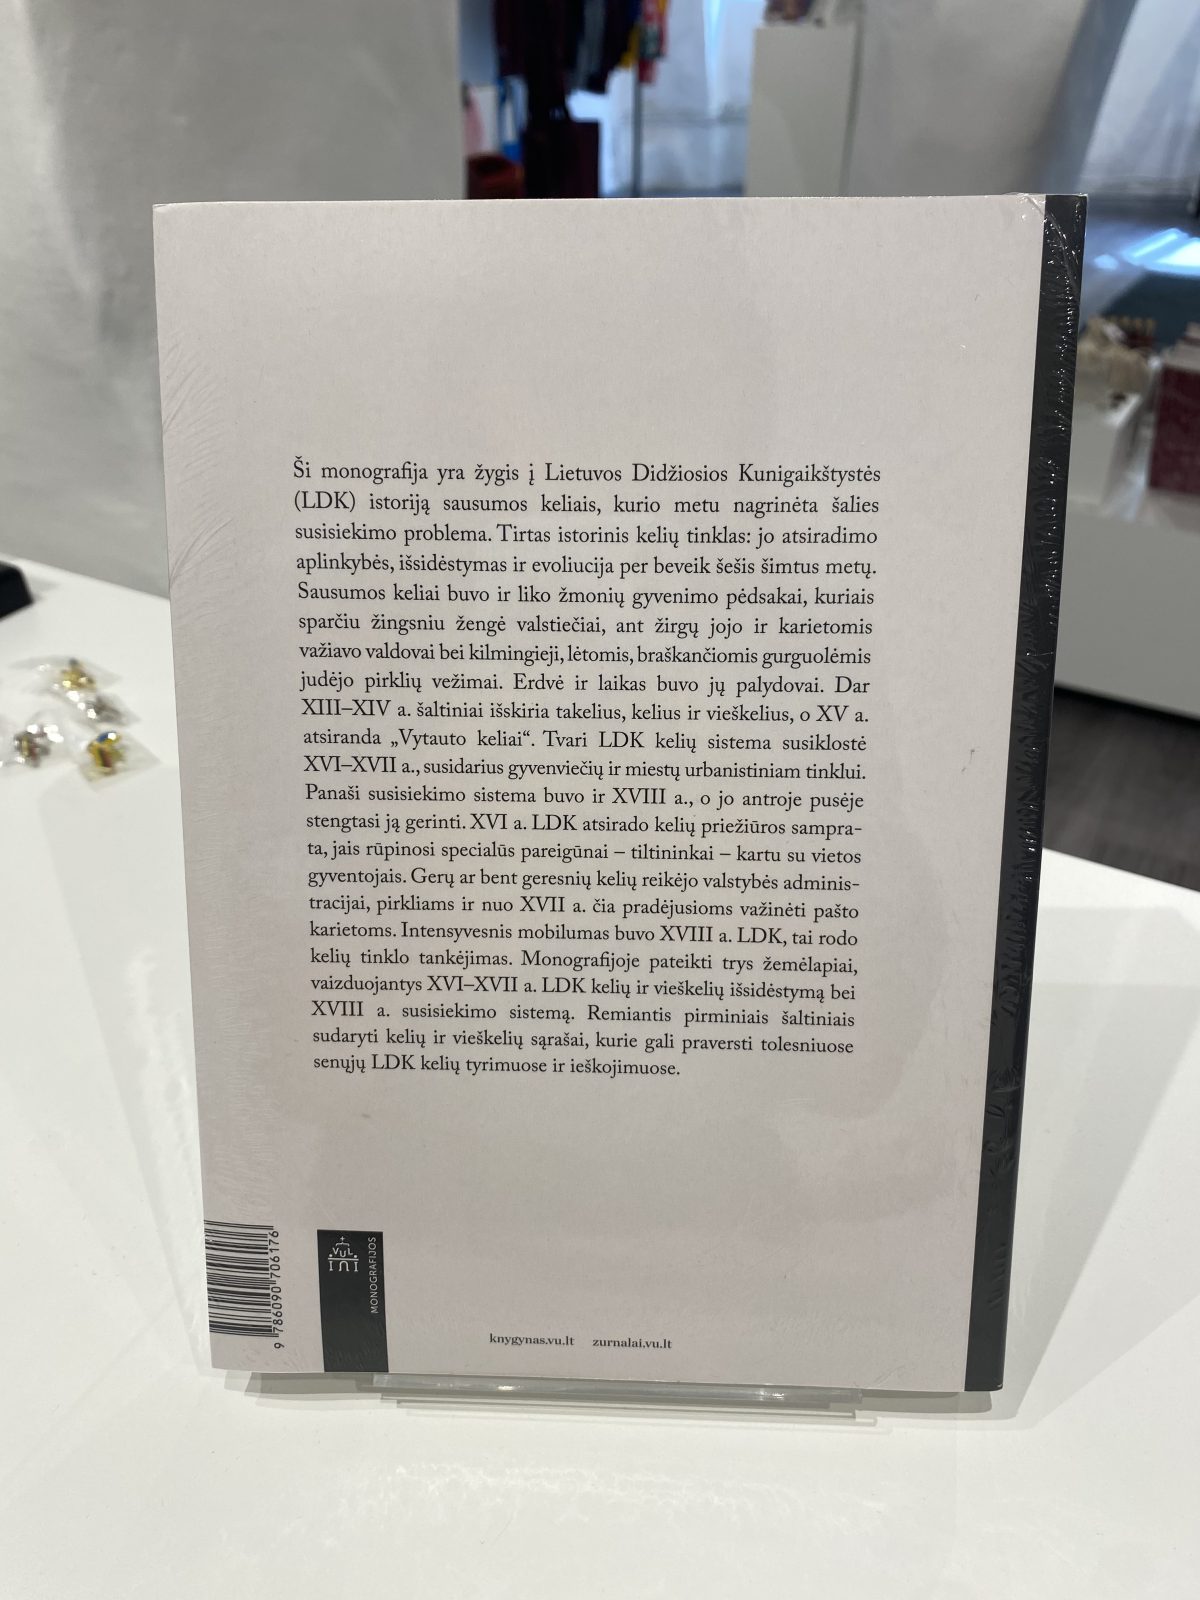 Ši monografija yra žygis į Lietuvos Didžiosios Kunigaikštystės
(LDK) istoriją sausumos keliais, kurio metu nagrinėta šalies
susisiekimo problema. Tirtas istorinis kelių tinklas: jo atsiradimo
aplinkybės, išsidėstymas ir evoliucija per beveik šešis šimtus metų.
Sausumos keliai buvo ir liko žmonių gyvenimo pėdsakai, kuriais
sparčiu žingsniu žengė valstiečiai, ant žirgų jojo ir karietomis
važiavo valdovai bei kilmingieji, lėtomis, braškančiomis gurguolėmis
judėjo pirklių vežimai. Erdvė ir laikas buvo jų palydovai. Dar
XIII–XIV a. šaltiniai išskiria takelius, kelius ir vieškelius, o XV a.
atsiranda „Vytauto keliai“. Tvari LDK kelių sistema susiklostė
XVI–XVII a., susidarius gyvenviečių ir miestų urbanistiniam tinklui.
Panaši susisiekimo sistema buvo ir XVIII a., o jo antroje pusėje
stengtasi ją gerinti. XVI a. LDK atsirado kelių priežiūros sampra-
ta, jais rūpinosi specialūs pareigūnai – tiltininkai – kartu su vietos
gyventojais. Gerų ar bent geresnių kelių reikėjo valstybės adminis-
tracijai, pirkliams ir nuo XVII a. čia pradėjusioms važinėti pašto
karietoms. Intensyvesnis mobilumas buvo XVIII a. LDK, tai rodo
kelių tinklo tankėjimas. Monografijoje pateikti trys žemėlapiai,
vaizduojantys XVI–XVII a. LDK kelių ir vieškelių išsidėstymą bei
XVIII a. susisiekimo sistemą. Remiantis pirminiais šaltiniais
sudaryti kelių ir vieškelių sąrašai, kurie gali praversti tolesniuose
senųjų LDK kelių tyrimuose ir ieškojimuose.
9 786090 706176
VUL
MONOGRAFIJOS
knygynas.vu.lt zurnalai.vu.lt